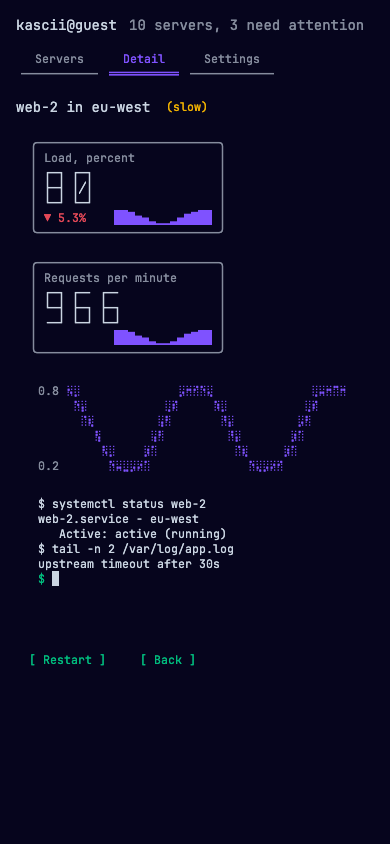 kascii@guest 10 servers, 3 need attention
Servers Detail Settings
web-2 in eu-west (slow)
Load, percent
80
▼ 5.3%
Requests per minute
966
0.8
0.2
$ systemctl status web-2
web-2.service - eu-west
Active: active (running)
$ tail -n 2 /var/log/app.log
upstream timeout after 30s
$
[ Restart ] [ Back ]